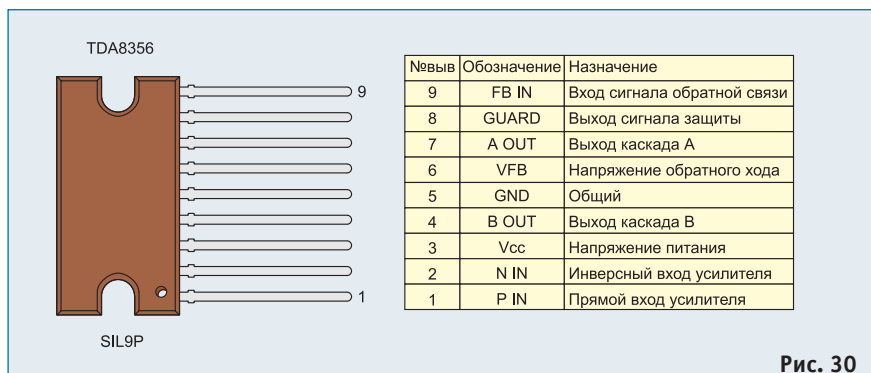 TDA8356
9
1
SIL9P
№выв Обозначение Назначение
9 FB IN Вход сигнала обратной связи
8 GUARD Выход сигнала защиты
7 A OUT Выход каскада А
6 VFB Напряжение обратного хода
5 GND Общий
4 B OUT Выход каскада В
3 Vcc Напряжение питания
2 N IN Инверсный вход усилителя
1 P IN Прямой вход усилителя
Рис. 30